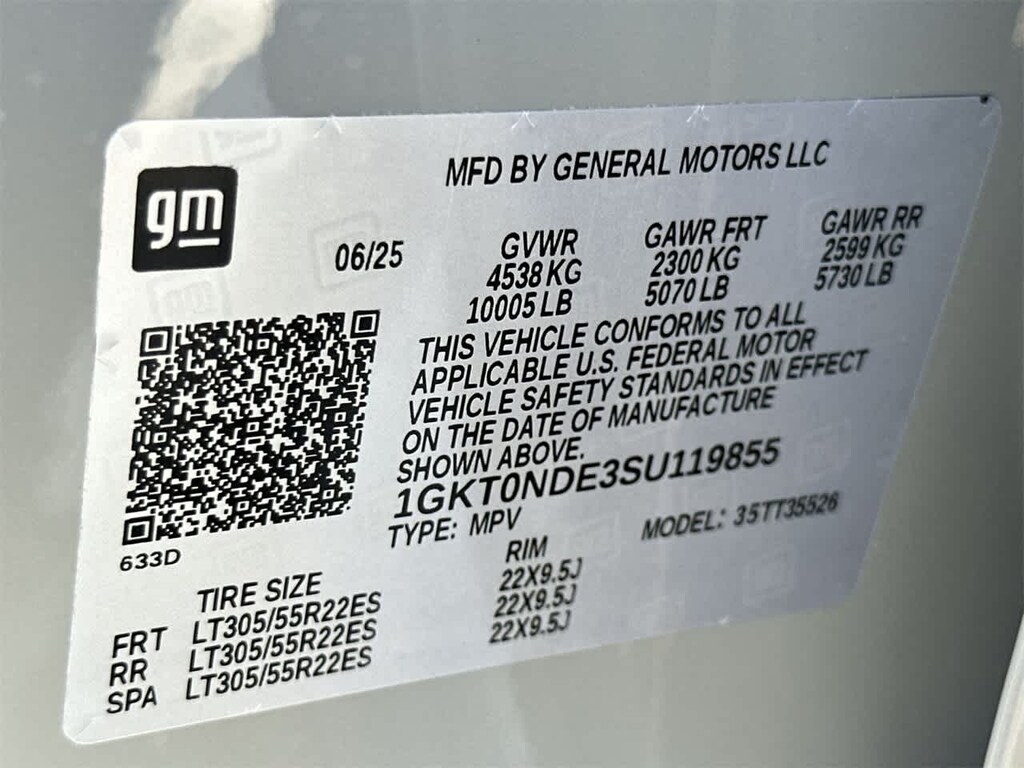 gm
MFD BY GENERAL MOTORS LLC
06/25
GVWR GAWR FRT GAWR RR
4538 KG 2300 KG 2599 KG
10005 LB 5070 LB 5730 LB
THIS VEHICLE CONFORMS TO ALL
APPLICABLE U.S. FEDERAL MOTOR
VEHICLE SAFETY STANDARDS IN EFFECT
ON THE DATE OF MANUFACTURE
SHOWN ABOVE.
1GKT0NDE3SU119855
TYPE: MPV MODEL: 35TT35526
633D
TIRE SIZE RIM
FRT LT305/55R22ES 22X9.5J
RR LT305/55R22ES 22X9.5J
SPA LT305/55R22ES 22X9.5J